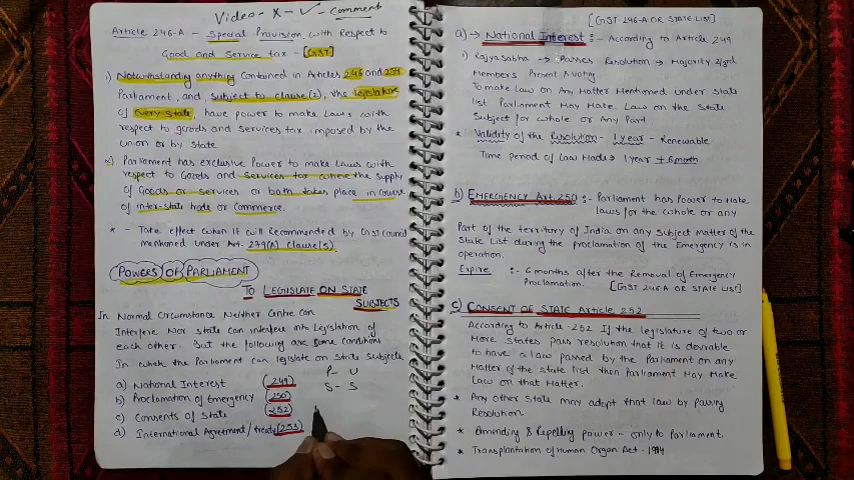 Video - X - ✓ - Comment
Article 246-A - Special Provision with Respect to
Good and Service tax - [GST]
1) Notwithstanding anything Contained in Articles 246 and 254
Parliament, and, subject to clause (2), the legislature
of every state, have power to make Laws with
respect to goods and services tax imposed by the
union or by state
2) Parliament has exclusive Power to make Laws with
respect to Goods and Services tax where the supply
of Goods or services or both takes place in Course
of inter-state trade or Commerce.
* - Take effect when it will recommended by GST council
mentioned under Art. 279(A) Clause(5).
POWERS OF PARLIAMENT
TO LEGISLATE ON STATE
SUBJECTS
In Normal Circumstance Neither Centre Can
Interfere Nor state can interfere into Legislation of
each other. But the following are some conditions
In which the Parliament can legislate on State subjects
P- U
S- S
a) National Interest (249)
b) Proclamation of Emergency (250)
c) Consents of State (252)
d) International Agreement/treaty (253)
[GST-246-A OR STATE LIST]
a) → National Interest :- According to Article 249
1) Rajyasabha → Passes Resolution → Majority 2/3rd
Members Present & Voting
To make Law on Any Matter Mentioned under State
list Parliament May Make Law on the State
Subject for whole or Any Part
* Validity of the Resolution - 1 year - Renewable
Time period of Law Made → 1 year + 6 month
b) EMERGENCY Art 250 :- Parliament has Power to Make
laws for the whole or any
Part of the territory of India on any Subject Matter of the
State List during the proclamation of the Emergency is in
operation.
Expire :- 6 months after the Removal of Emergency
Proclamation. [GST 246-A OR STATE LIST]
c) CONSENT OF STATE Article 252
According to Article-252 If the legislature of two or
More states pass resolution that it is desirable
to have a law passed by the Parliament on any
Matter of the state list then Parliament May Make
Law on that Matter.
* Any other State may adopt that law by passing
Resolution.
* Amending & Repelling power - only to Parliament.
* Transplantation of Human Organ Act - 1994